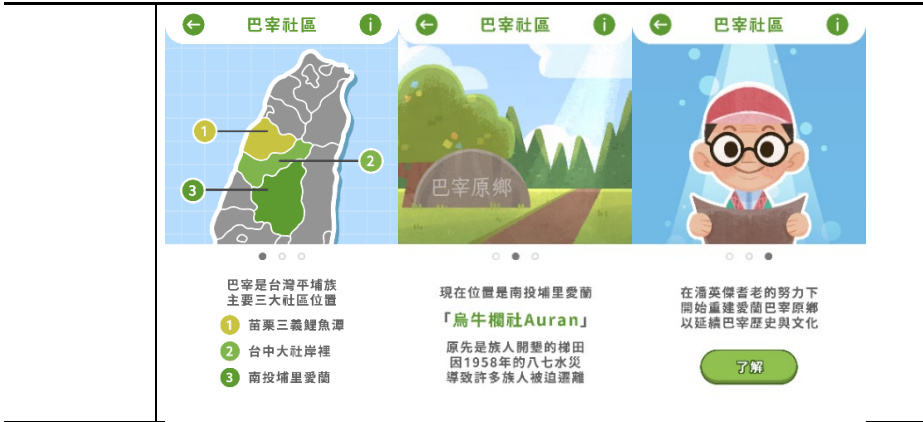 巴宰社區
i
1
2
3
巴宰是台灣平埔族
主要三大社區位置
1 苗栗三義鯉魚潭
2 台中大社岸裡
3 南投埔里愛蘭
巴宰社區
i
巴宰原鄉
現在位置是南投埔里愛蘭
「烏牛欄社Auran」
原先是族人開墾的梯田
因1958年的八七水災
導致許多族人被迫遷離
巴宰社區
i
在潘英傑耆老的努力下
開始重建愛蘭巴宰原鄉
以延續巴宰歷史與文化
了解